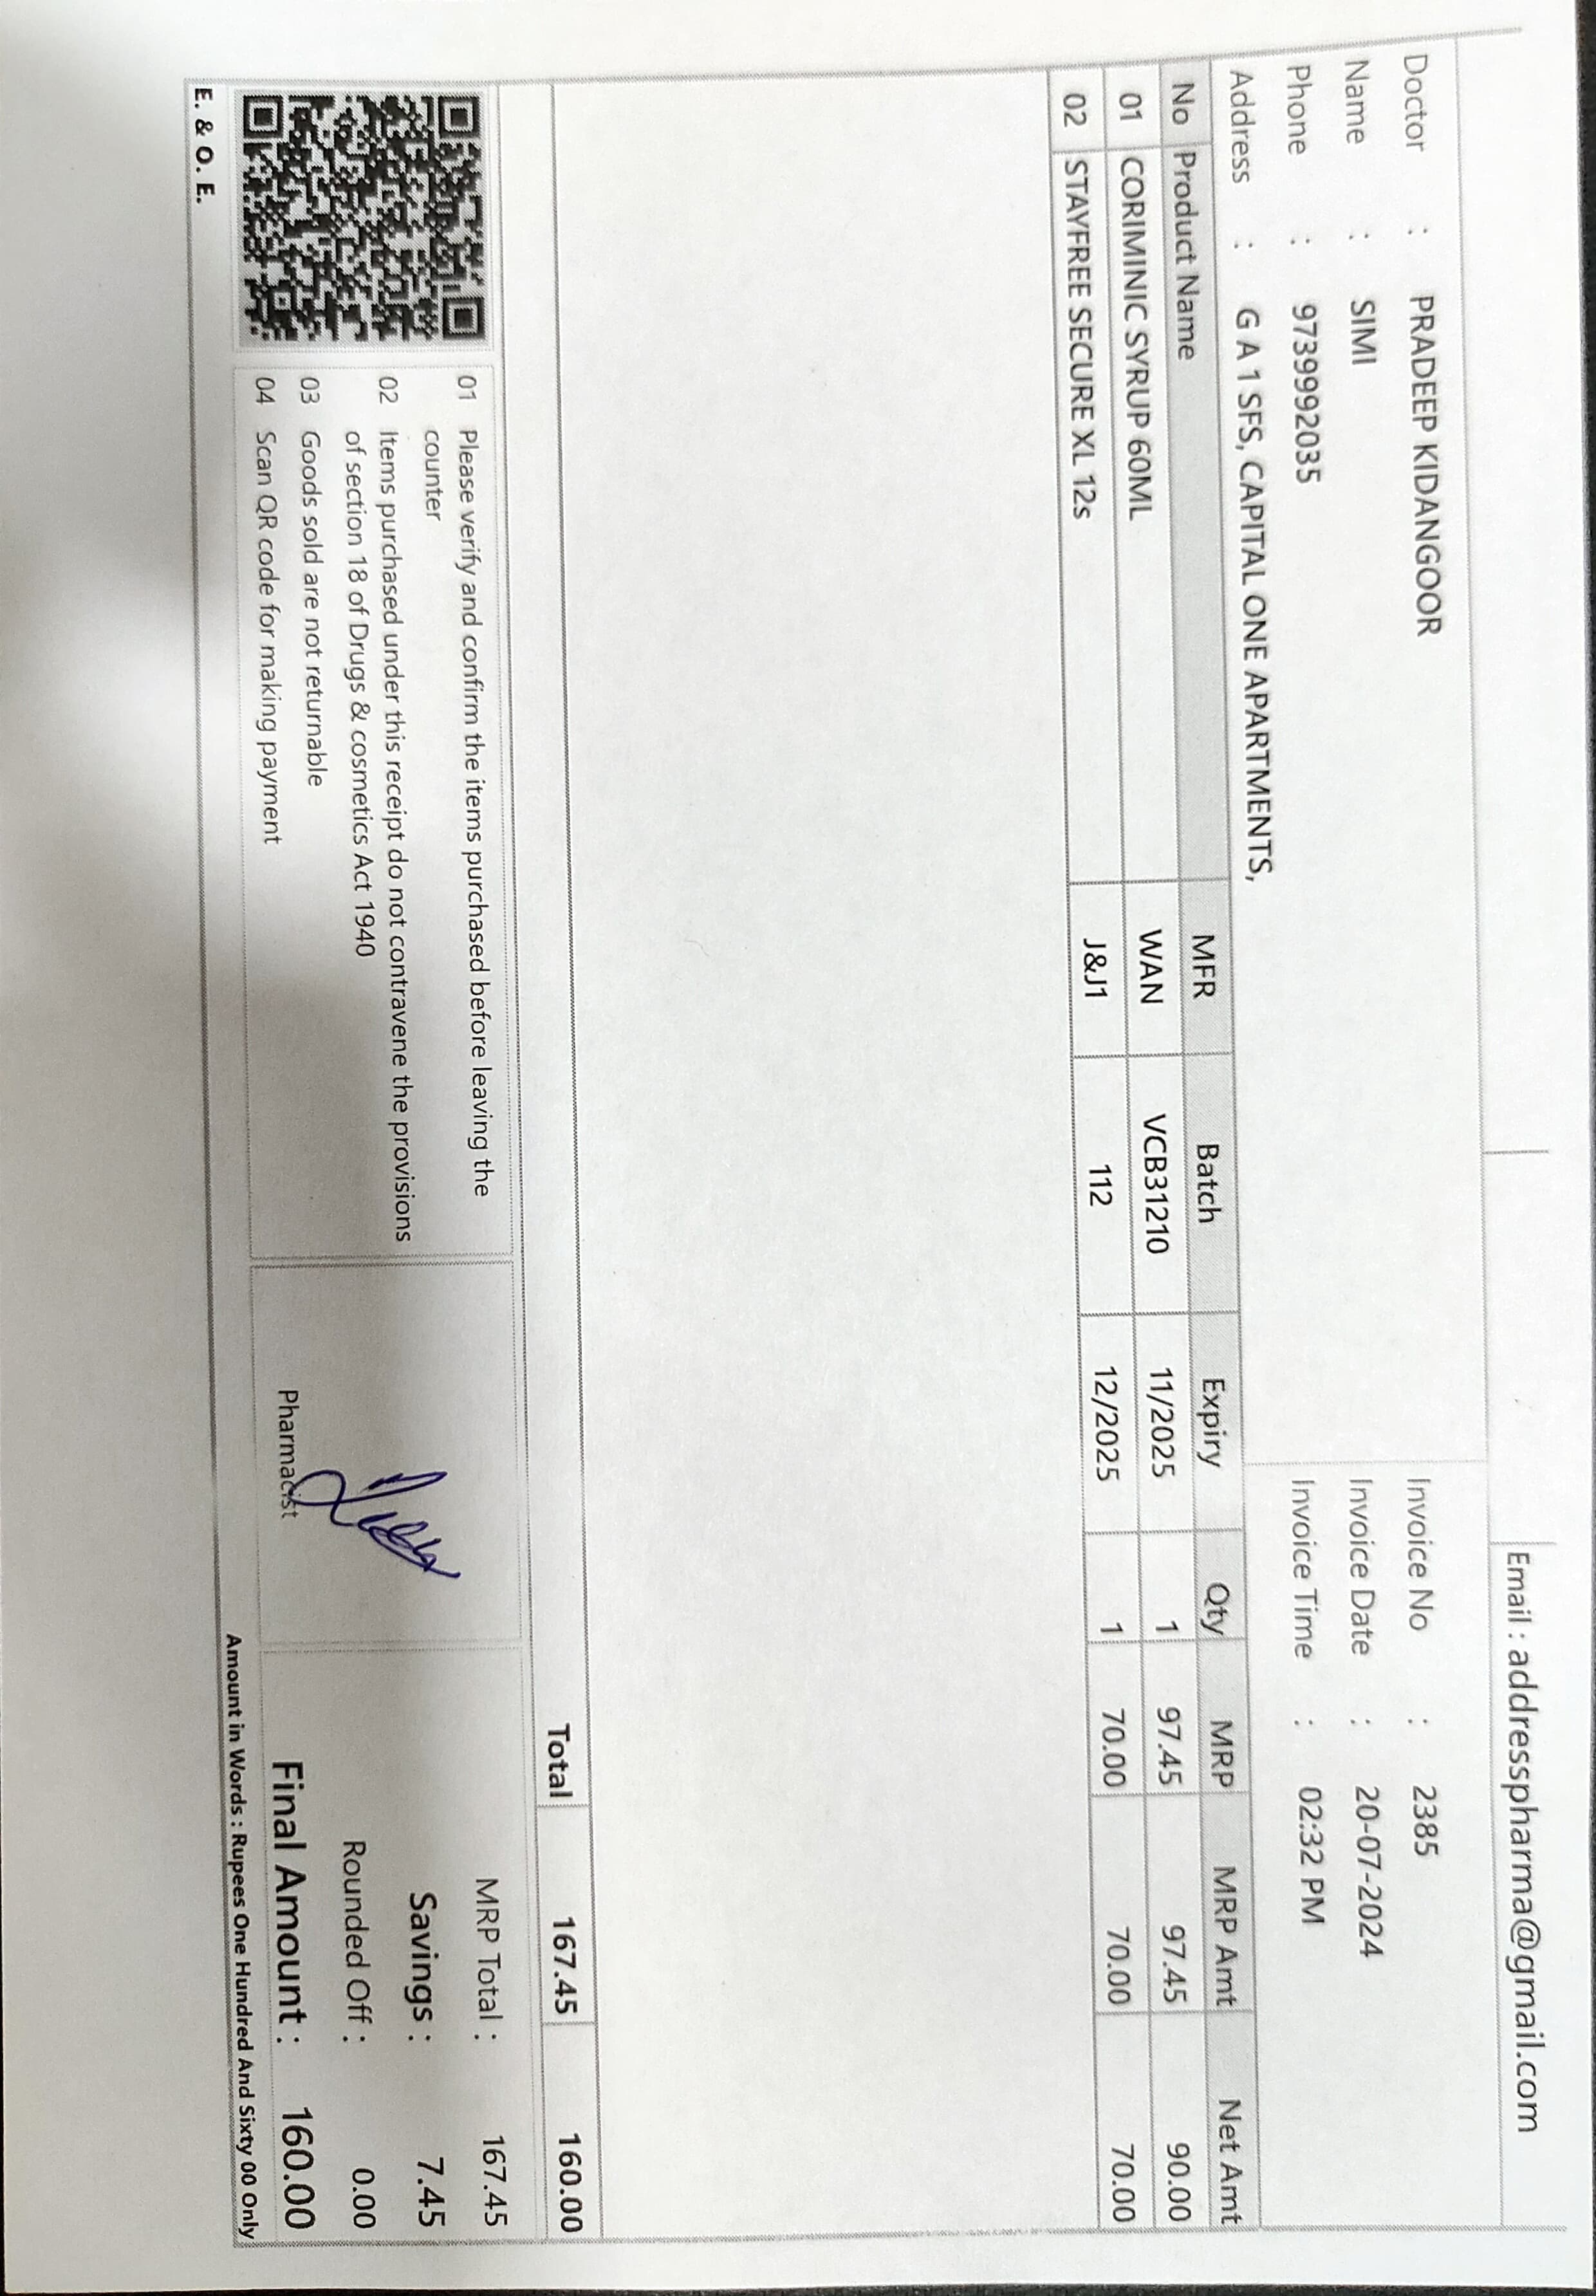 Email : addresspharma@gmail.com
Doctor : PRADEEP KIDANGOOR
Name : SIMI
Phone : 9739992035
Address : G A 1 SFS, CAPITAL ONE APARTMENTS,
Invoice No : 2385
Invoice Date : 20-07-2024
Invoice Time : 02:32 PM
No Product Name MFR Batch Expiry Qty MRP MRP Amt Net Amt
01 CORIMINIC SYRUP 60ML WAN VCB31210 11/2025 1 97.45 97.45 90.00
02 STAYFREE SECURE XL 12s J&J1 112 12/2025 1 70.00 70.00 70.00
Total 167.45 160.00
01 Please verify and confirm the items purchased before leaving the
counter
02 Items purchased under this receipt do not contravene the provisions
of section 18 of Drugs & cosmetics Act 1940
03 Goods sold are not returnable
04 Scan QR code for making payment
Pharmacist
MRP Total : 167.45
Savings : 7.45
Rounded Off : 0.00
Final Amount : 160.00
Amount in Words : Rupees One Hundred And Sixty 00 Only
E. & O. E.